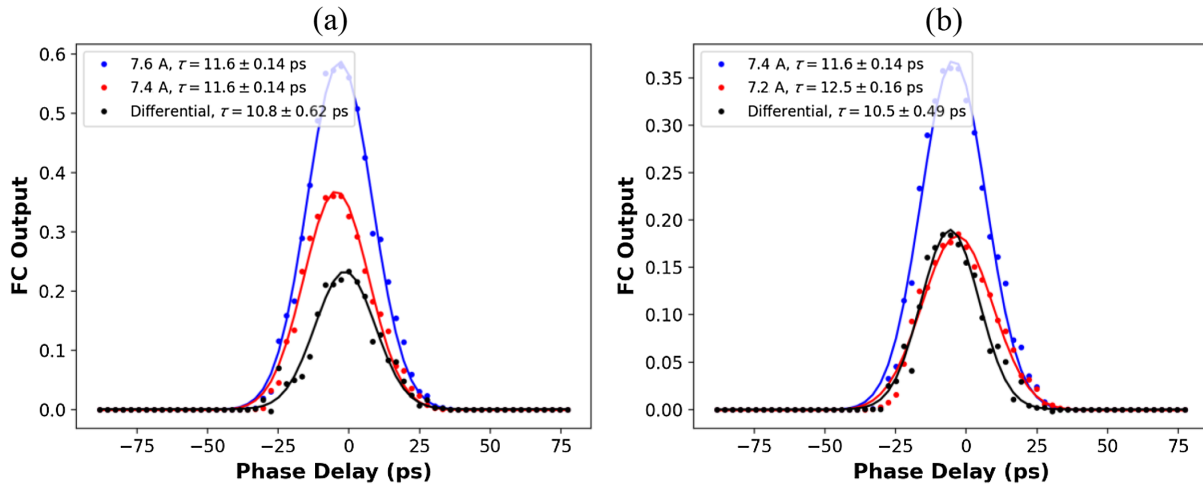 (a)
7.6 A, τ = 11.6 ± 0.14 ps
7.4 A, τ = 11.6 ± 0.14 ps
Differential, τ = 10.8 ± 0.62 ps
0.6
0.5
0.4
0.3
0.2
0.1
0.0
FC Output
−75
−50
−25
0
25
50
75
Phase Delay (ps)
(b)
7.4 A, τ = 11.6 ± 0.14 ps
7.2 A, τ = 12.5 ± 0.16 ps
Differential, τ = 10.5 ± 0.49 ps
0.35
0.30
0.25
0.20
0.15
0.10
0.05
0.00
FC Output
−75
−50
−25
0
25
50
75
Phase Delay (ps)